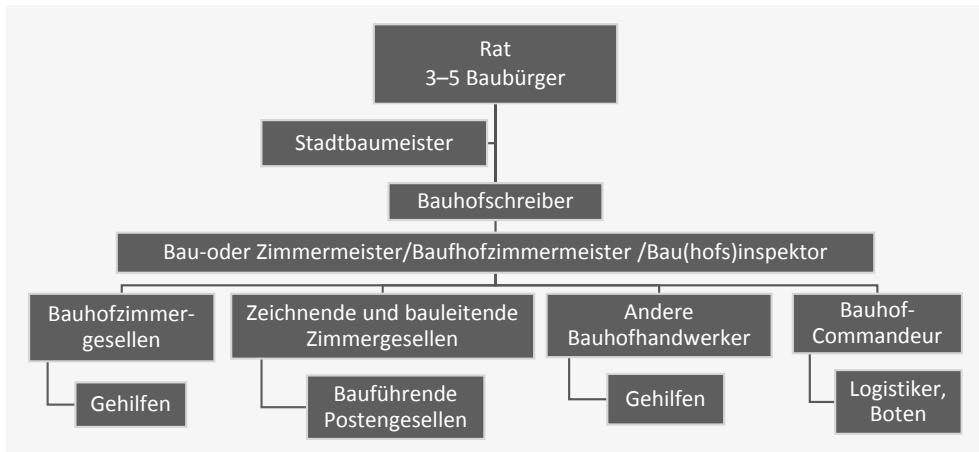 Rat
3–5 Baubürger
Stadtbaumeister
Bauhofschreiber
Bau-oder Zimmermeister/Baufhofzimmermeister /Bau(hofs)inspektor
Bauhofzimmer-
gesellen
Zeichnende und bauleitende
Zimmergesellen
Andere
Bauhofhandwerker
Bauhof-
Commandeur
Gehilfen
Bauführende
Postengesellen
Gehilfen
Logistiker,
Boten